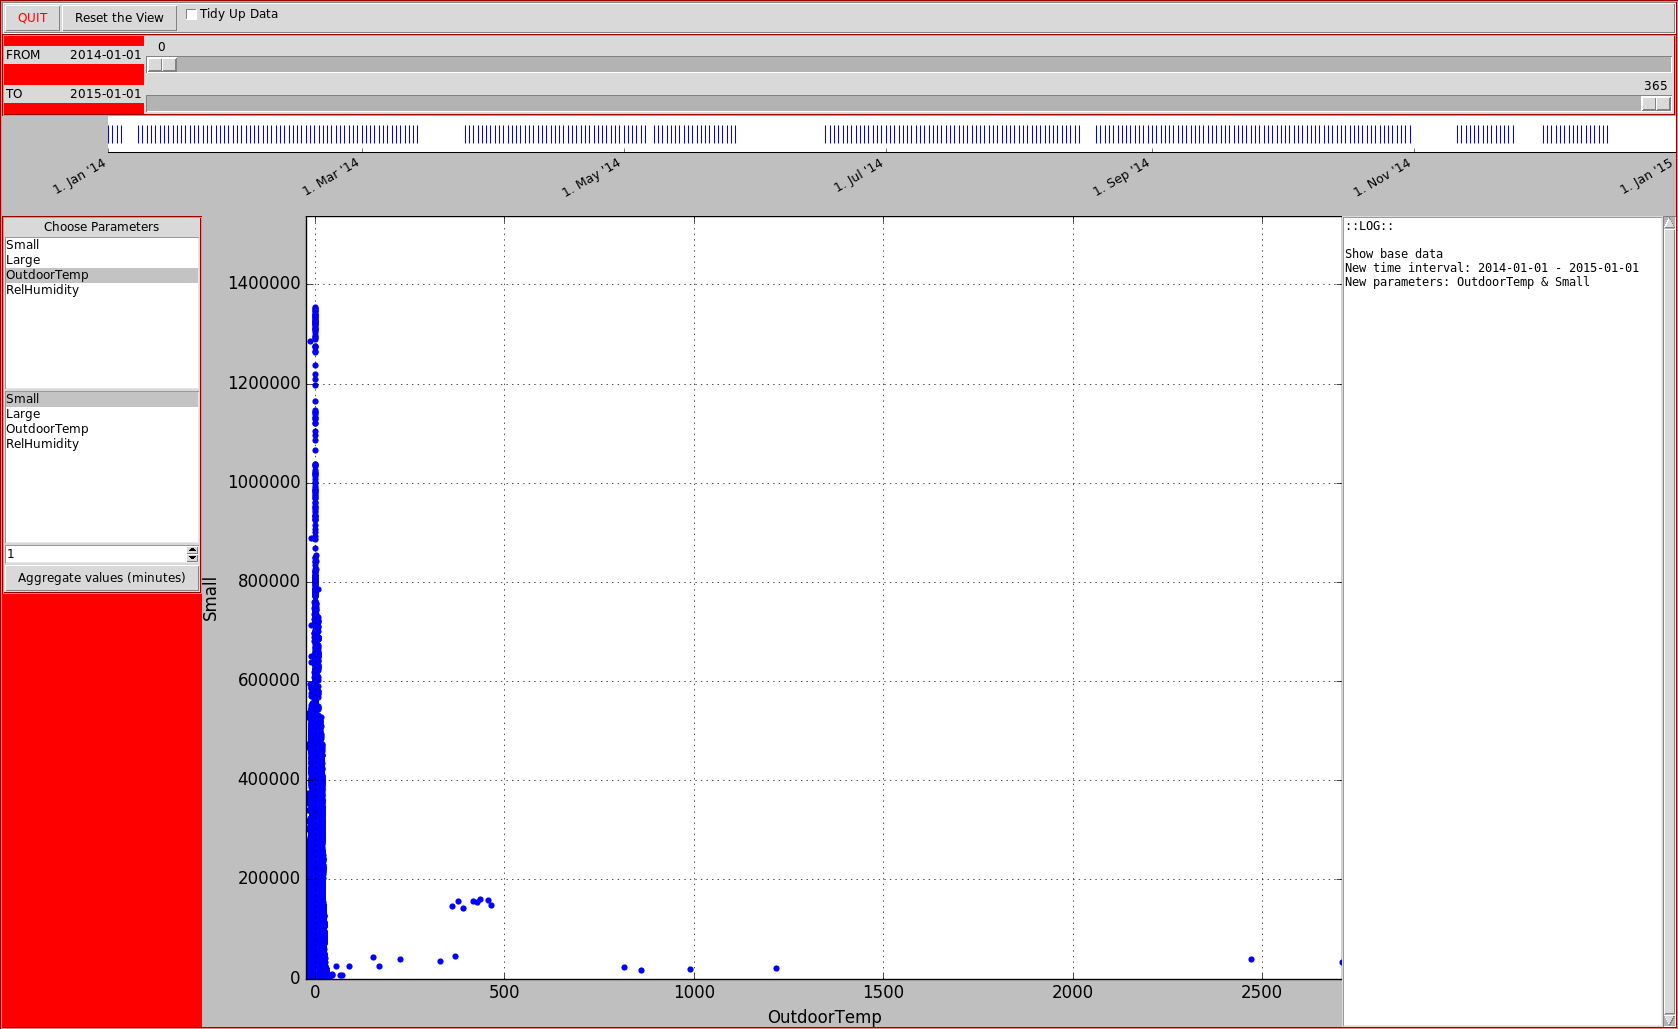 QUIT Reset the View Tidy Up Data
0
FROM 2014-01-01
365
TO 2015-01-01
1. Jan '14 1. Mar '14 1. May '14 1. Jul '14 1. Sep '14 1. Nov '14 1. Jan '15
Choose Parameters
Small
Large
OutdoorTemp
RelHumidity
Small
Large
OutdoorTemp
RelHumidity
1
Aggregate values (minutes)
Small
1400000
1200000
1000000
800000
600000
400000
200000
0
0 500 1000 1500 2000 2500
OutdoorTemp
::LOG::
Show base data
New time interval: 2014-01-01 - 2015-01-01
New parameters: OutdoorTemp & Small